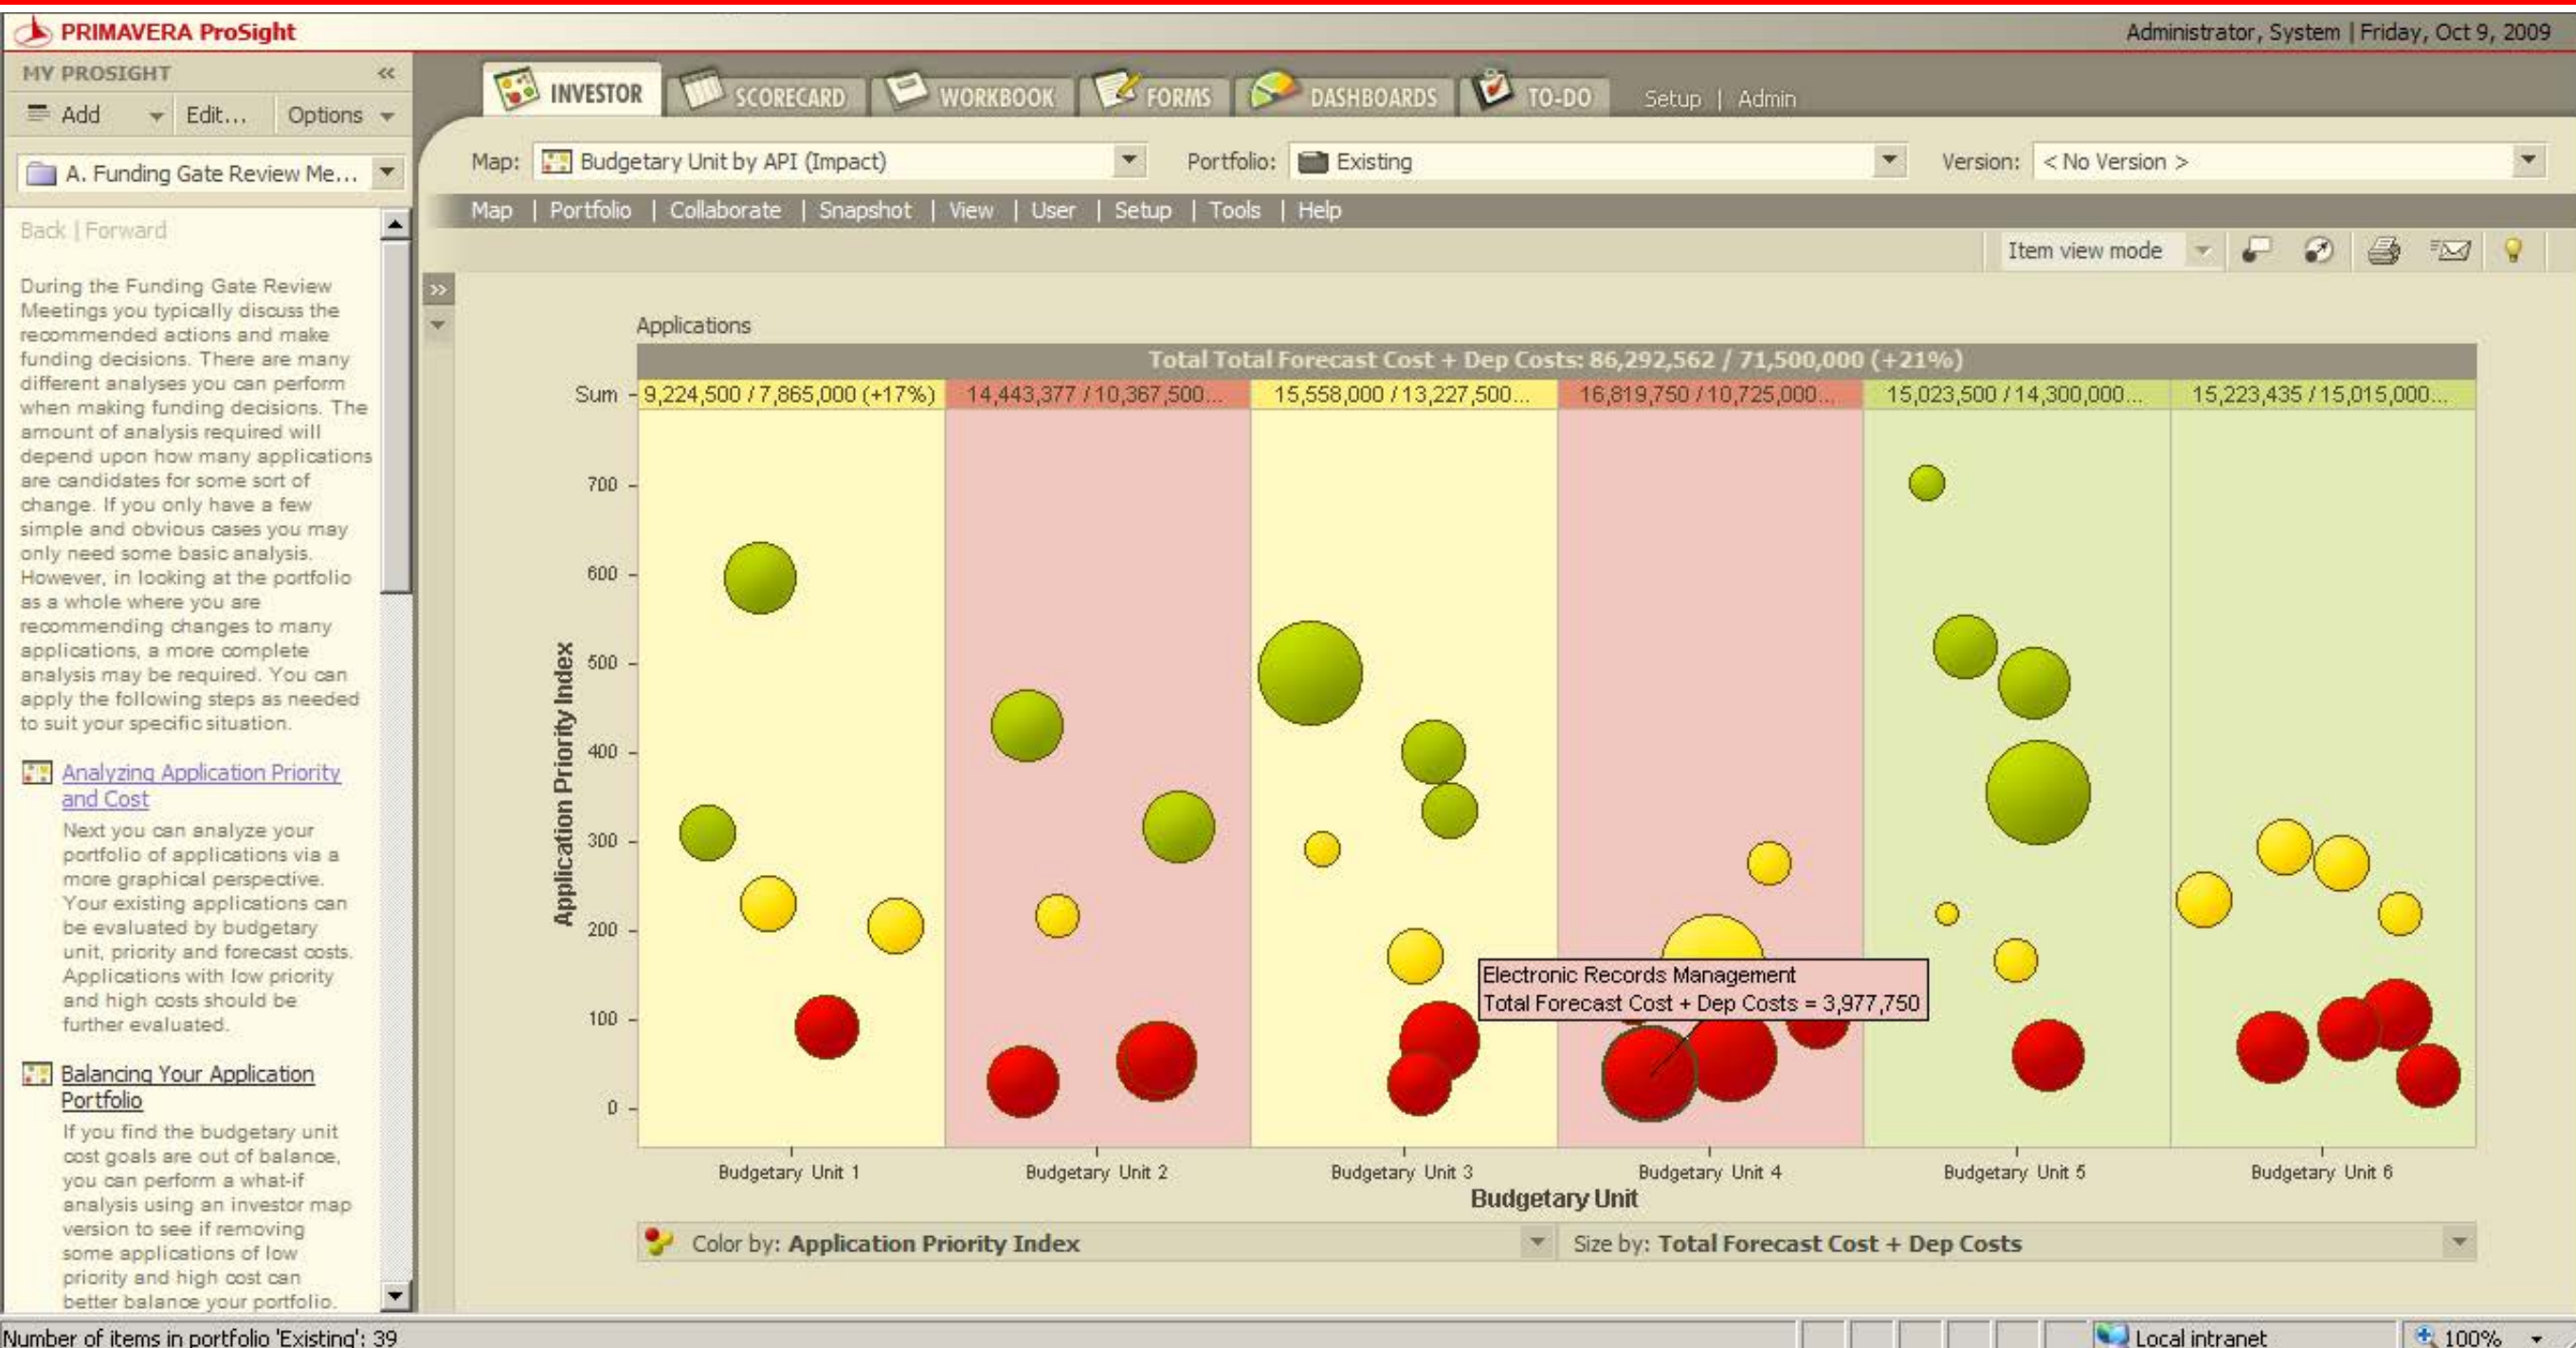 PRIMAVERA ProSight
Administrator, System | Friday, Oct 9, 2009
MY PROSIGHT «
Add Edit... Options
A. Funding Gate Review Me...
Back | Forward
During the Funding Gate Review
Meetings you typically discuss the
recommended actions and make
funding decisions. There are many
different analyses you can perform
when making funding decisions. The
amount of analysis required will
depend upon how many applications
are candidates for some sort of
change. If you only have a few
simple and obvious cases you may
only need some basic analysis.
However, in looking at the portfolio
as a whole where you are
recommending changes to many
applications, a more complete
analysis may be required. You can
apply the following steps as needed
to suit your specific situation.
Analyzing Application Priority
and Cost
Next you can analyze your
portfolio of applications via a
more graphical perspective.
Your existing applications can
be evaluated by budgetary
unit, priority and forecast costs.
Applications with low priority
and high costs should be
further evaluated.
Balancing Your Application
Portfolio
If you find the budgetary unit
cost goals are out of balance,
you can perform a what-if
analysis using an investor map
version to see if removing
some applications of low
priority and high cost can
better balance your portfolio.
INVESTOR SCORECARD WORKBOOK FORMS DASHBOARDS TO-DO Setup | Admin
Map: Budgetary Unit by API (Impact) Portfolio: Existing Version: < No Version >
Map | Portfolio | Collaborate | Snapshot | View | User | Setup | Tools | Help
Item view mode
»
Applications
Total Total Forecast Cost + Dep Costs: 86,292,562 / 71,500,000 (+21%)
Sum 9,224,500 / 7,865,000 (+17%) 14,443,377 / 10,367,500... 15,558,000 / 13,227,500... 16,819,750 / 10,725,000... 15,023,500 / 14,300,000... 15,223,435 / 15,015,000...
Application Priority Index
700
600
500
400
300
200
100
0
Electronic Records Management
Total Forecast Cost + Dep Costs = 3,977,750
Budgetary Unit 1 Budgetary Unit 2 Budgetary Unit 3 Budgetary Unit 4 Budgetary Unit 5 Budgetary Unit 6
Budgetary Unit
Color by: Application Priority Index Size by: Total Forecast Cost + Dep Costs
Number of items in portfolio 'Existing': 39 Local intranet 100%